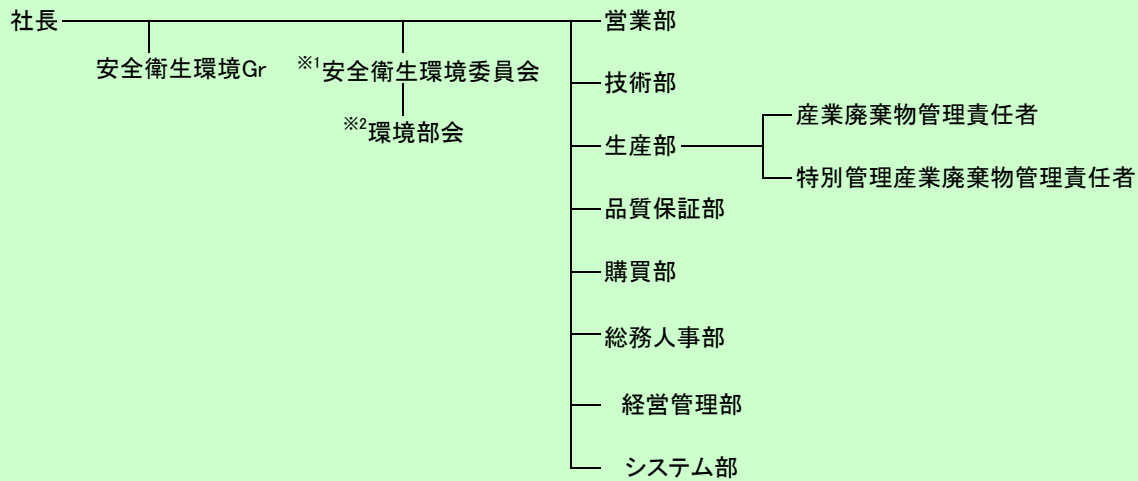 社長
営業部
安全衛生環境Gr
※1安全衛生環境委員会
技術部
※2環境部会
産業廃棄物管理責任者
生産部
特別管理産業廃棄物管理責任者
品質保証部
購買部
総務人事部
経営管理部
システム部